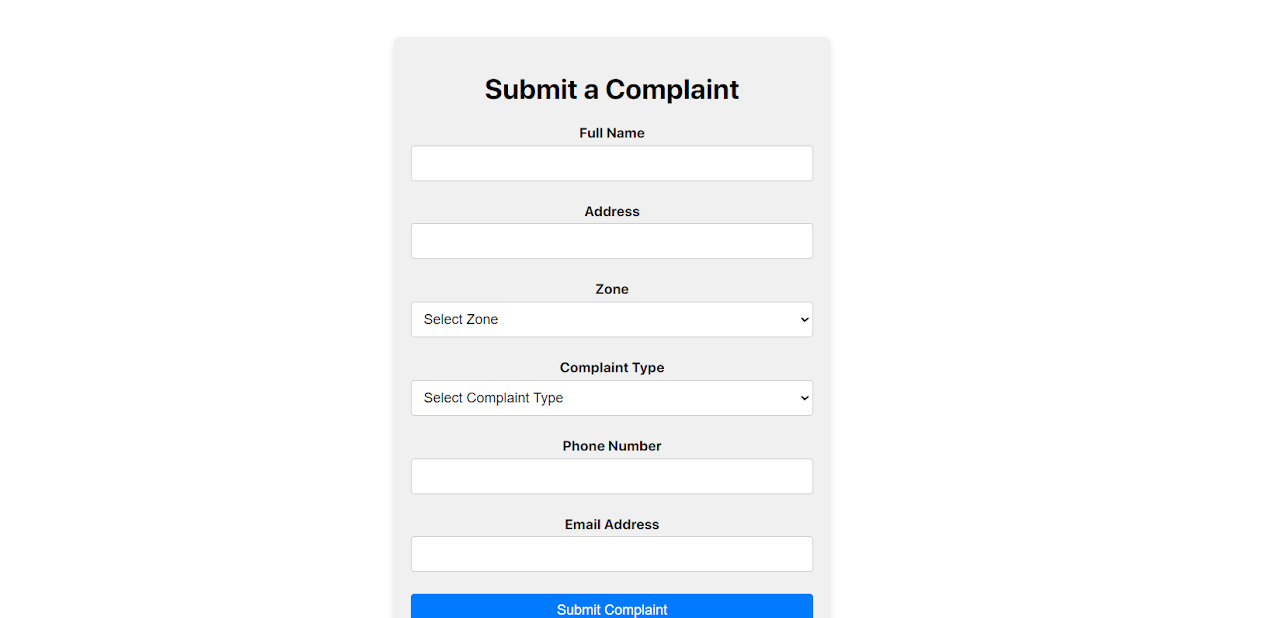 Submit a Complaint
Full Name
Address
Zone
Select Zone
Complaint Type
Select Complaint Type
Phone Number
Email Address
Submit Complaint